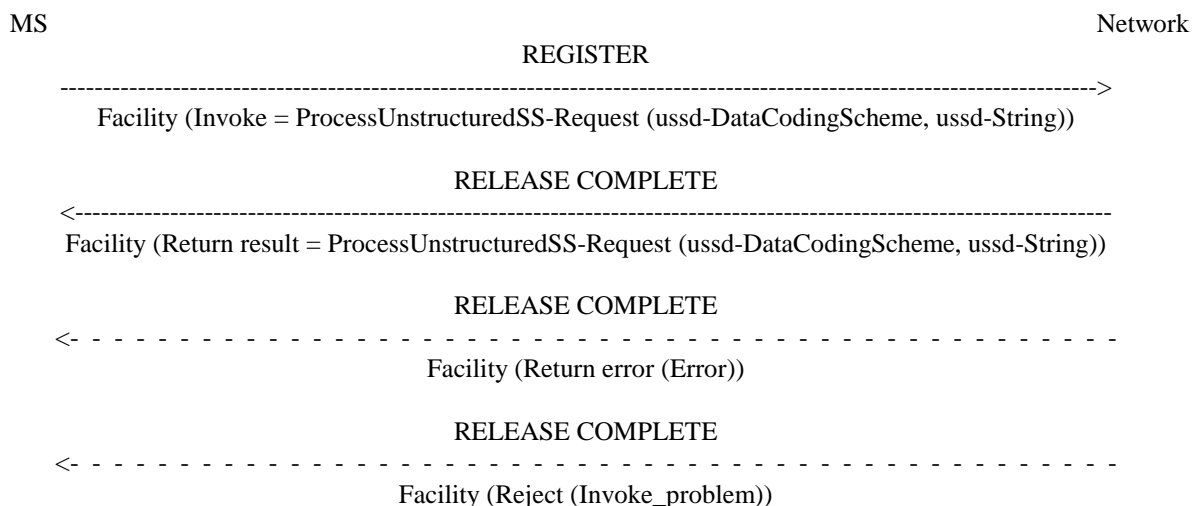 MS Network
REGISTER
------------------------------------------------------------------------------------------------------------------------>
Facility (Invoke = ProcessUnstructuredSS-Request (ussd-DataCodingScheme, ussd-String))
RELEASE COMPLETE
<------------------------------------------------------------------------------------------------------------------------
Facility (Return result = ProcessUnstructuredSS-Request (ussd-DataCodingScheme, ussd-String))
RELEASE COMPLETE
<- - - - - - - - - - - - - - - - - - - - - - - - - - - - - - - - - - - - - - - - - - - - - - - - - - - - - - - -
Facility (Return error (Error))
RELEASE COMPLETE
<- - - - - - - - - - - - - - - - - - - - - - - - - - - - - - - - - - - - - - - - - - - - - - - - - - - - - - - -
Facility (Reject (Invoke_problem))